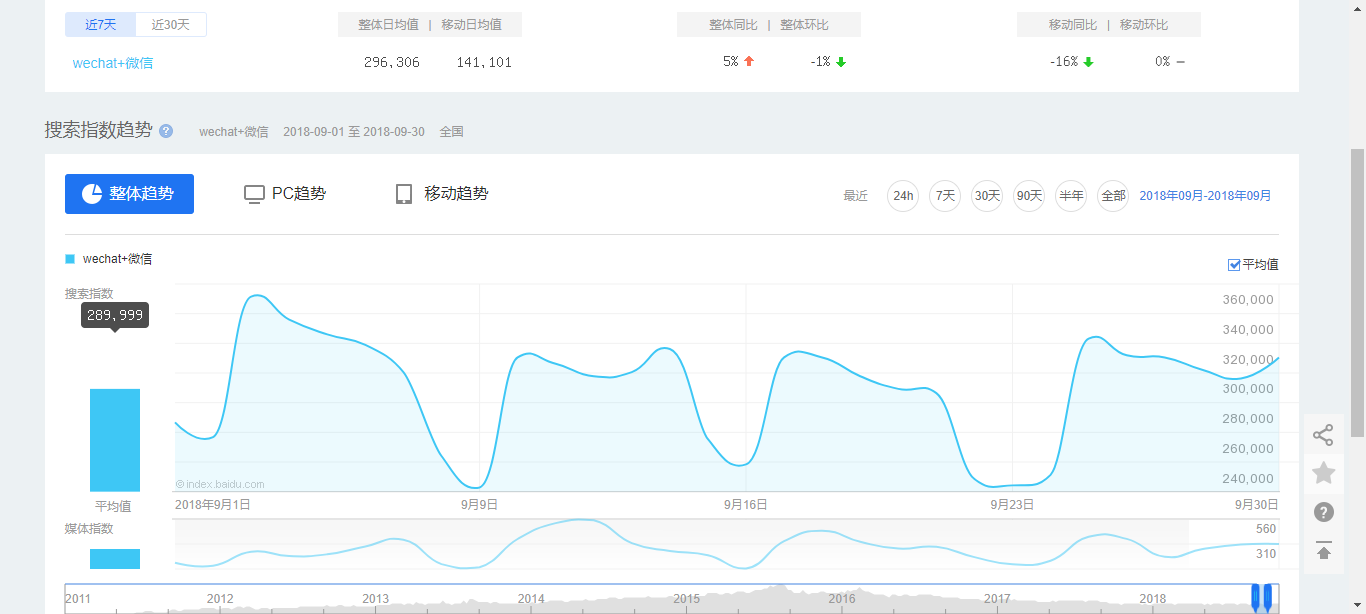 近7天 近30天 整体日均值 | 移动日均值 整体同比 | 整体环比 移动同比 | 移动环比
wechat+微信 296,306 141,101 5% -1% -16% 0% –
搜索指数趋势 ? wechat+微信 2018-09-01 至 2018-09-30 全国
整体趋势 PC趋势 移动趋势 最近 24h 7天 30天 90天 半年 全部 2018年09月-2018年09月
wechat+微信 平均值
搜索指数
289,999
360,000
340,000
320,000
300,000
280,000
260,000
240,000
© index.baidu.com
平均值 2018年9月1日 9月9日 9月16日 9月23日 9月30日
媒体指数 560
310
2011 2012 2013 2014 2015 2016 2017 2018
?